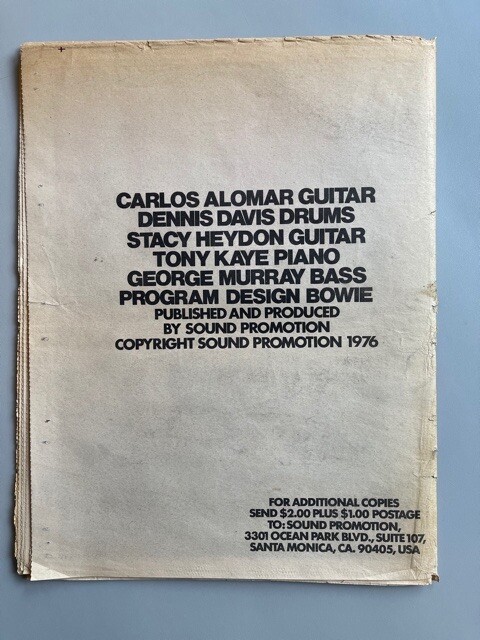 CARLOS ALOMAR GUITAR
DENNIS DAVIS DRUMS
STACY HEYDON GUITAR
TONY KAYE PIANO
GEORGE MURRAY BASS
PROGRAM DESIGN BOWIE
PUBLISHED AND PRODUCED
BY SOUND PROMOTION
COPYRIGHT SOUND PROMOTION 1976
FOR ADDITIONAL COPIES
SEND $2.00 PLUS $1.00 POSTAGE
TO: SOUND PROMOTION,
3301 OCEAN PARK BLVD., SUITE 107,
SANTA MONICA, CA. 90405, USA